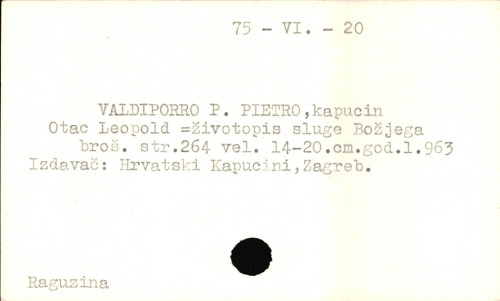 75 - VI. - 20
VALDIPORRO P. PIETRO,kapucin
Otac Leopold =životopis sluge Božjega
broš. str.264 vel. 14-20.cm.god.1.963
Izdavač: Hrvatski Kapucini,Zagreb.
Raguzina